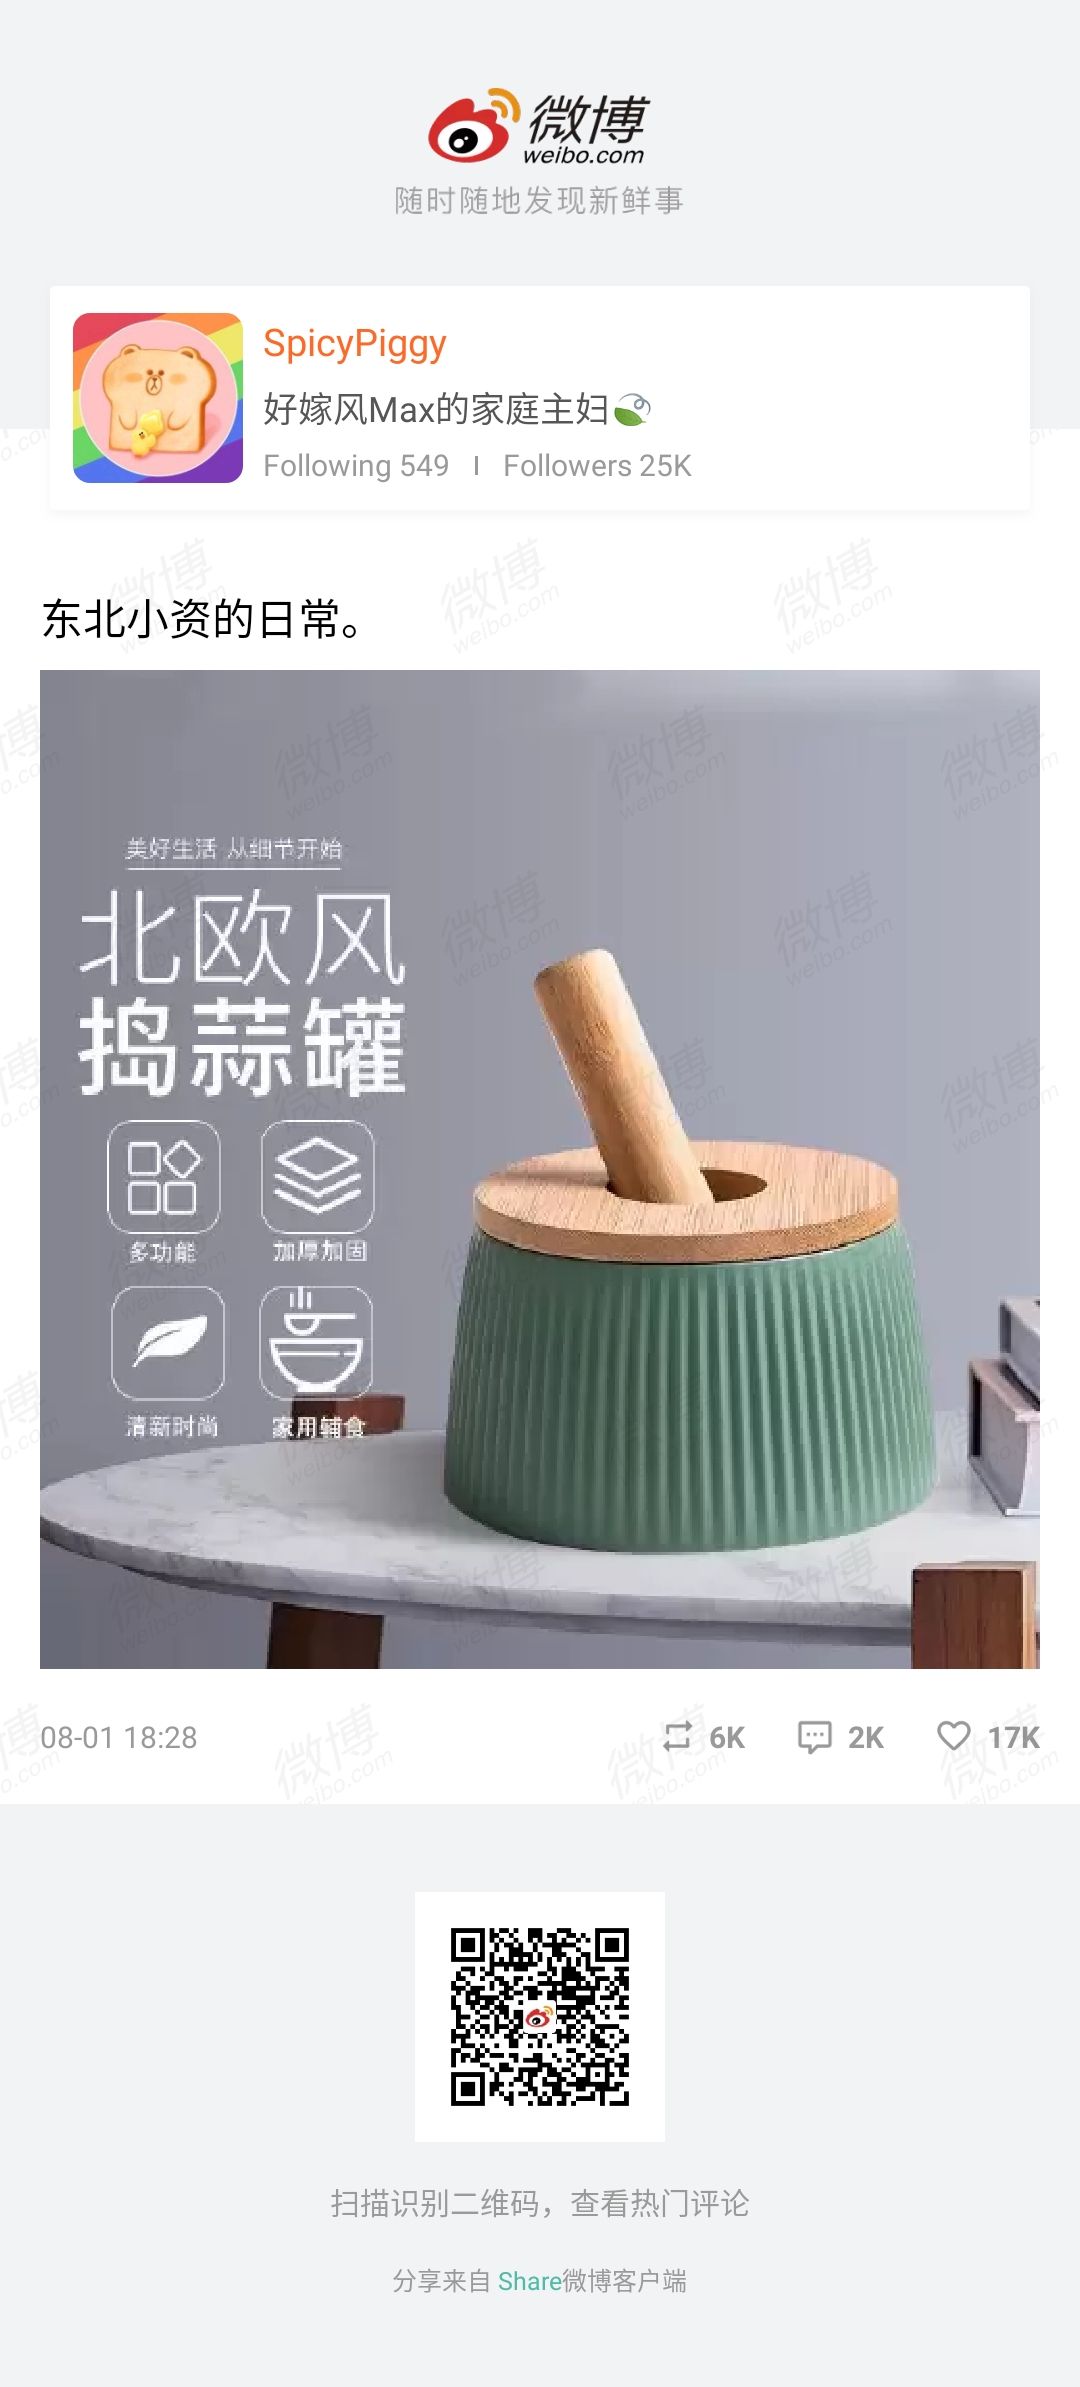 微博
weibo.com
随时随地发现新鲜事
SpicyPiggy
好嫁风Max的家庭主妇
Following 549 Followers 25K
东北小资的日常。
美好生活 从细节开始
北欧风
捣蒜罐
多功能 加厚加固
清新时尚 家用辅食
08-01 18:28 6K 2K 17K
扫描识别二维码，查看热门评论
分享来自 Share微博客户端